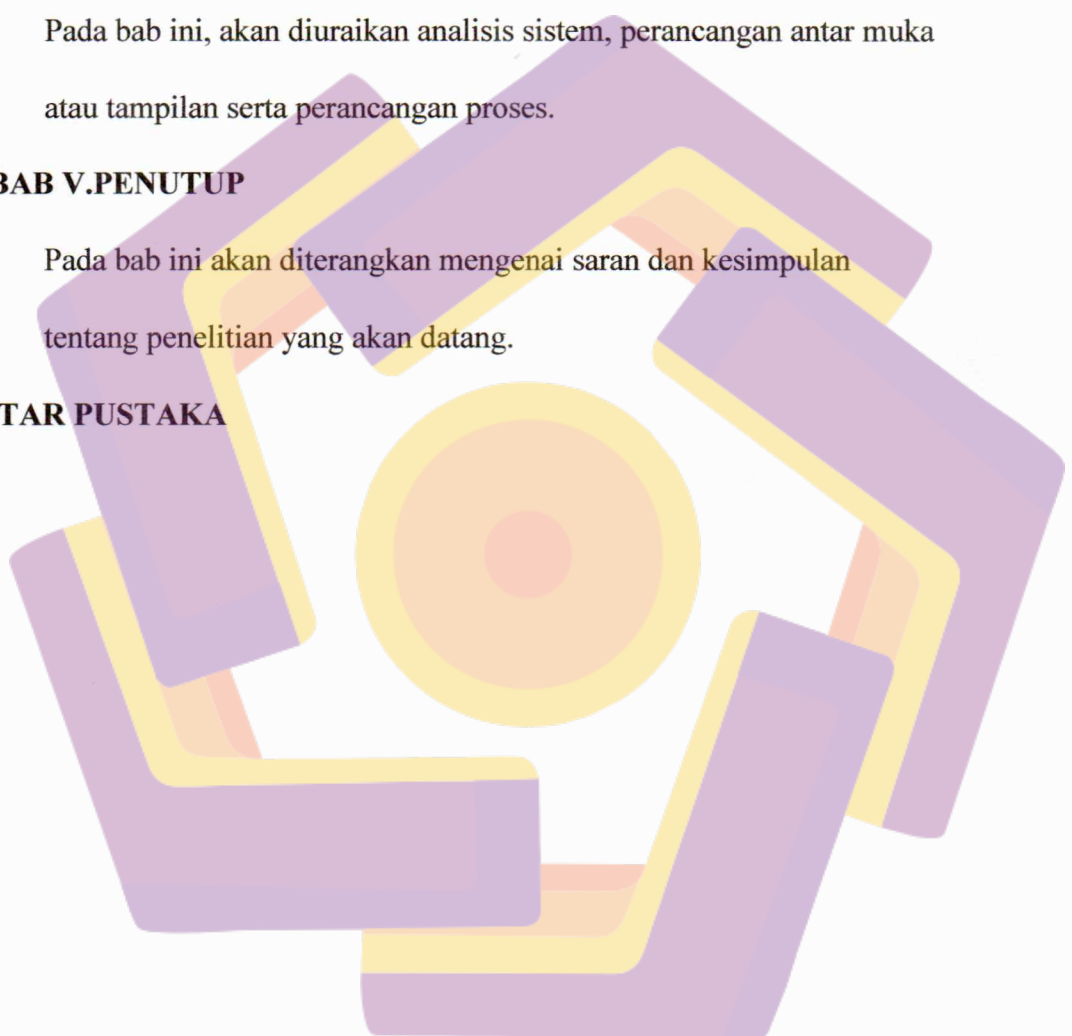 Pada bab ini, akan diuraikan analisis sistem, perancangan antar muka
atau tampilan serta perancangan proses.
BAB V.PENUTUP
Pada bab ini akan diterangkan mengenai saran dan kesimpulan
tentang penelitian yang akan datang.
TAR PUSTAKA